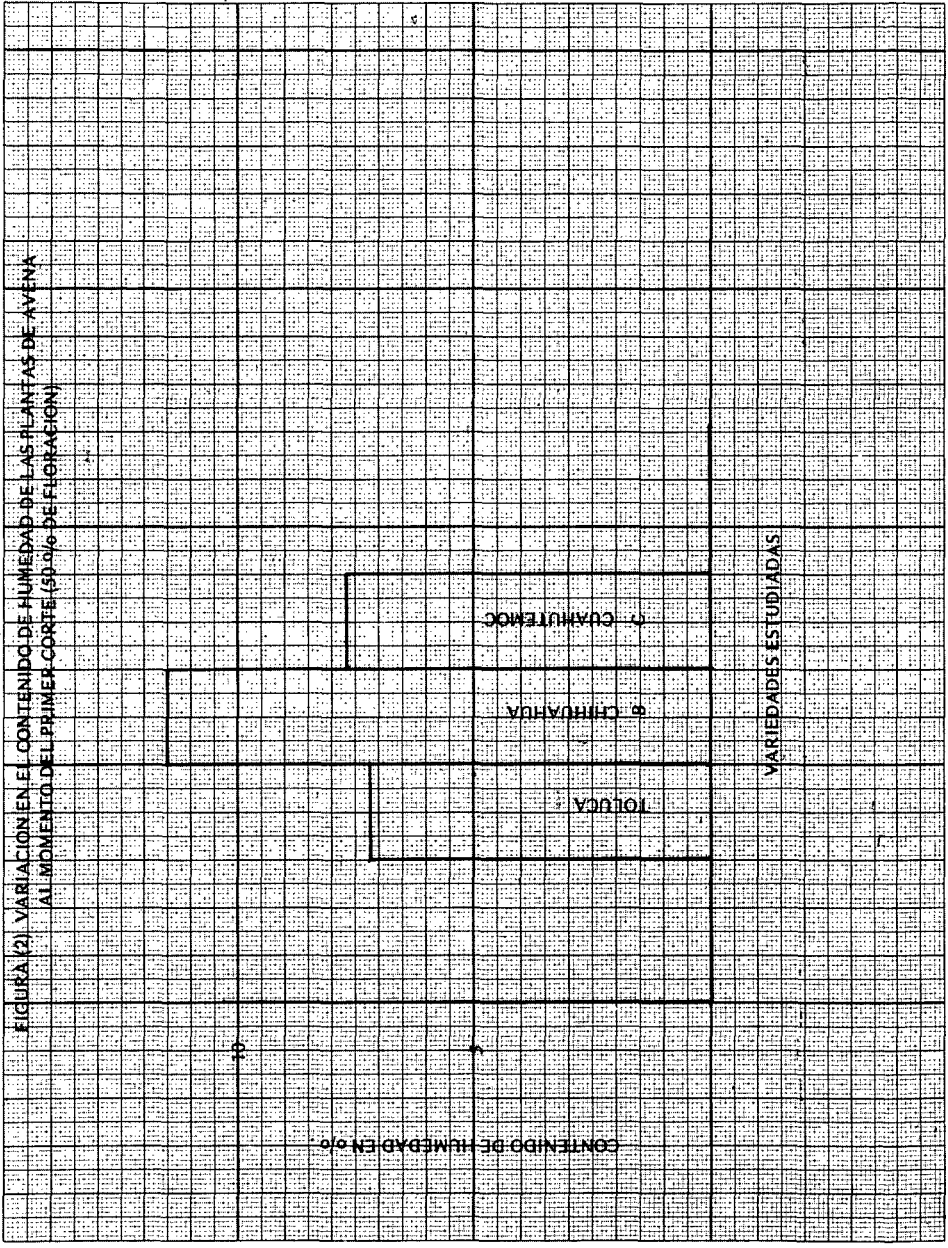 FIGURA (2) VARIACION EN EL CONTENIDO DE HUMEDAD DE LAS PLANTAS DE AVENA
AL MOMENTO DEL PRIMER CORTE (50 % DE FLORACION)
CONTENIDO DE HUMEDAD EN %
10
9
TOLUCA
B CHIHUAHUA
C CUAHUTEMOC
VARIEDADES ESTUDIADAS